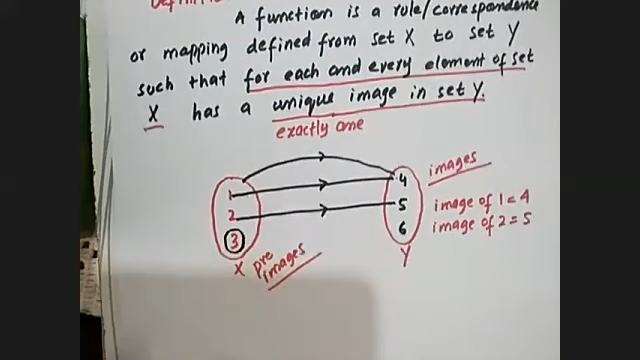 A function is a rule/correspondence
or mapping defined from set X to set Y
such that for each and every element of set
X has a unique image in set Y.
exactly one
images
1
2
3
4
5
6
image of 1 = 4
image of 2 = 5
X
pre
images
Y